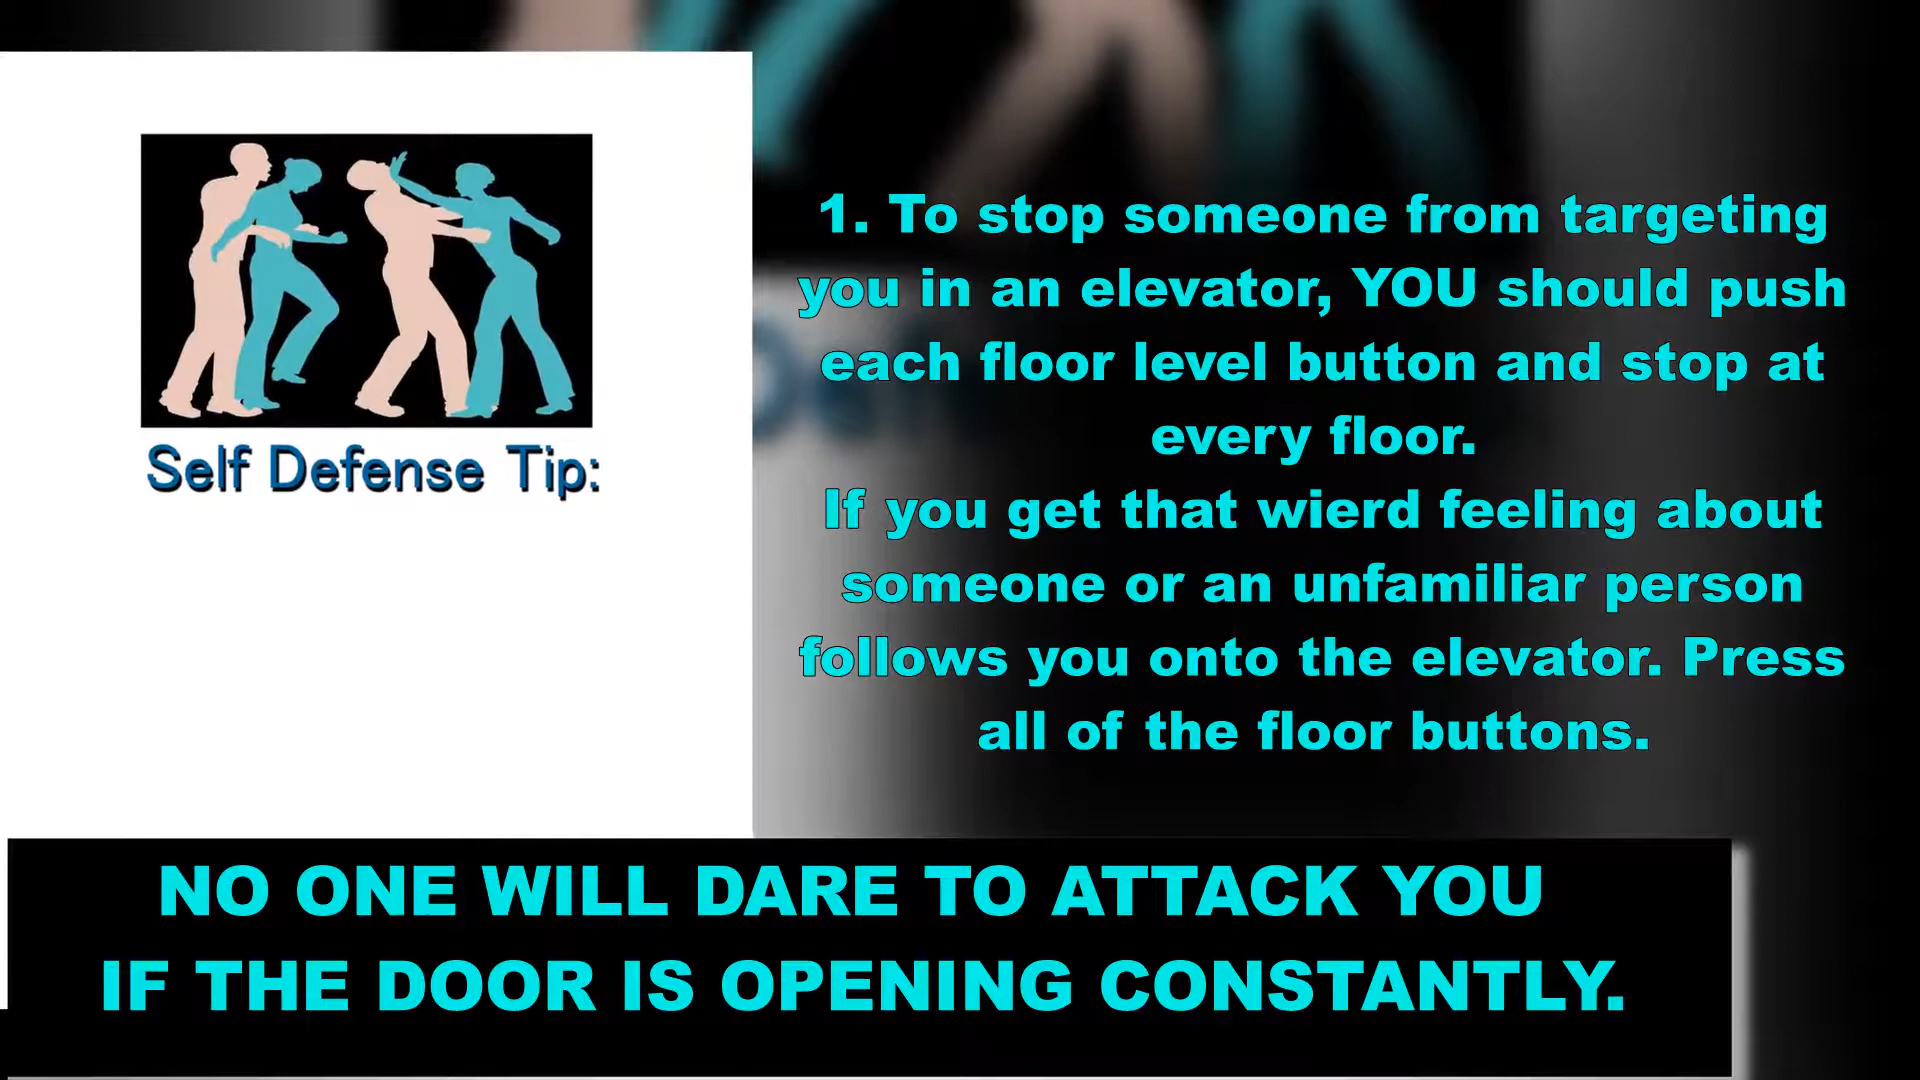 Self Defense Tip:
1. To stop someone from targeting
you in an elevator, YOU should push
each floor level button and stop at
every floor.
If you get that wierd feeling about
someone or an unfamiliar person
follows you onto the elevator. Press
all of the floor buttons.
NO ONE WILL DARE TO ATTACK YOU
IF THE DOOR IS OPENING CONSTANTLY.